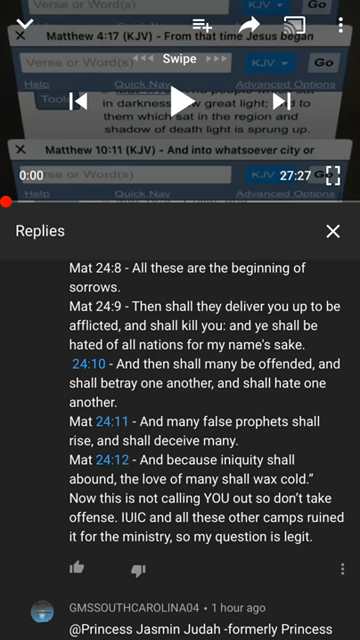 Verse or Word) KJV Go
Matthew 4:17 (KJV) - From that time Jesus began
Swipe
Help Advanced Options
Tools
in darkness saw great light; and to
them which sat in the region and
shadow of death light is sprung up.
Matthew 10:11 (KJV) - And into whatsoever city or
0:00 27:27
erse or Word) KJV
Help Quick Nav Advanced Options
Replies
Mat 24:8 - All these are the beginning of
sorrows.
Mat 24:9 - Then shall they deliver you up to be
afflicted, and shall kill you: and ye shall be
hated of all nations for my name's sake.
24:10 - And then shall many be offended, and
shall betray one another, and shall hate one
another.
Mat 24:11 - And many false prophets shall
rise, and shall deceive many.
Mat 24:12 - And because iniquity shall
abound, the love of many shall wax cold.”
Now this is not calling YOU out so don’t take
offense. IUIC and all these other camps ruined
it for the ministry, so my question is legit.
GMSSOUTHCAROLINA04 • 1 hour ago
@Princess Jasmin Judah -formerly Princess